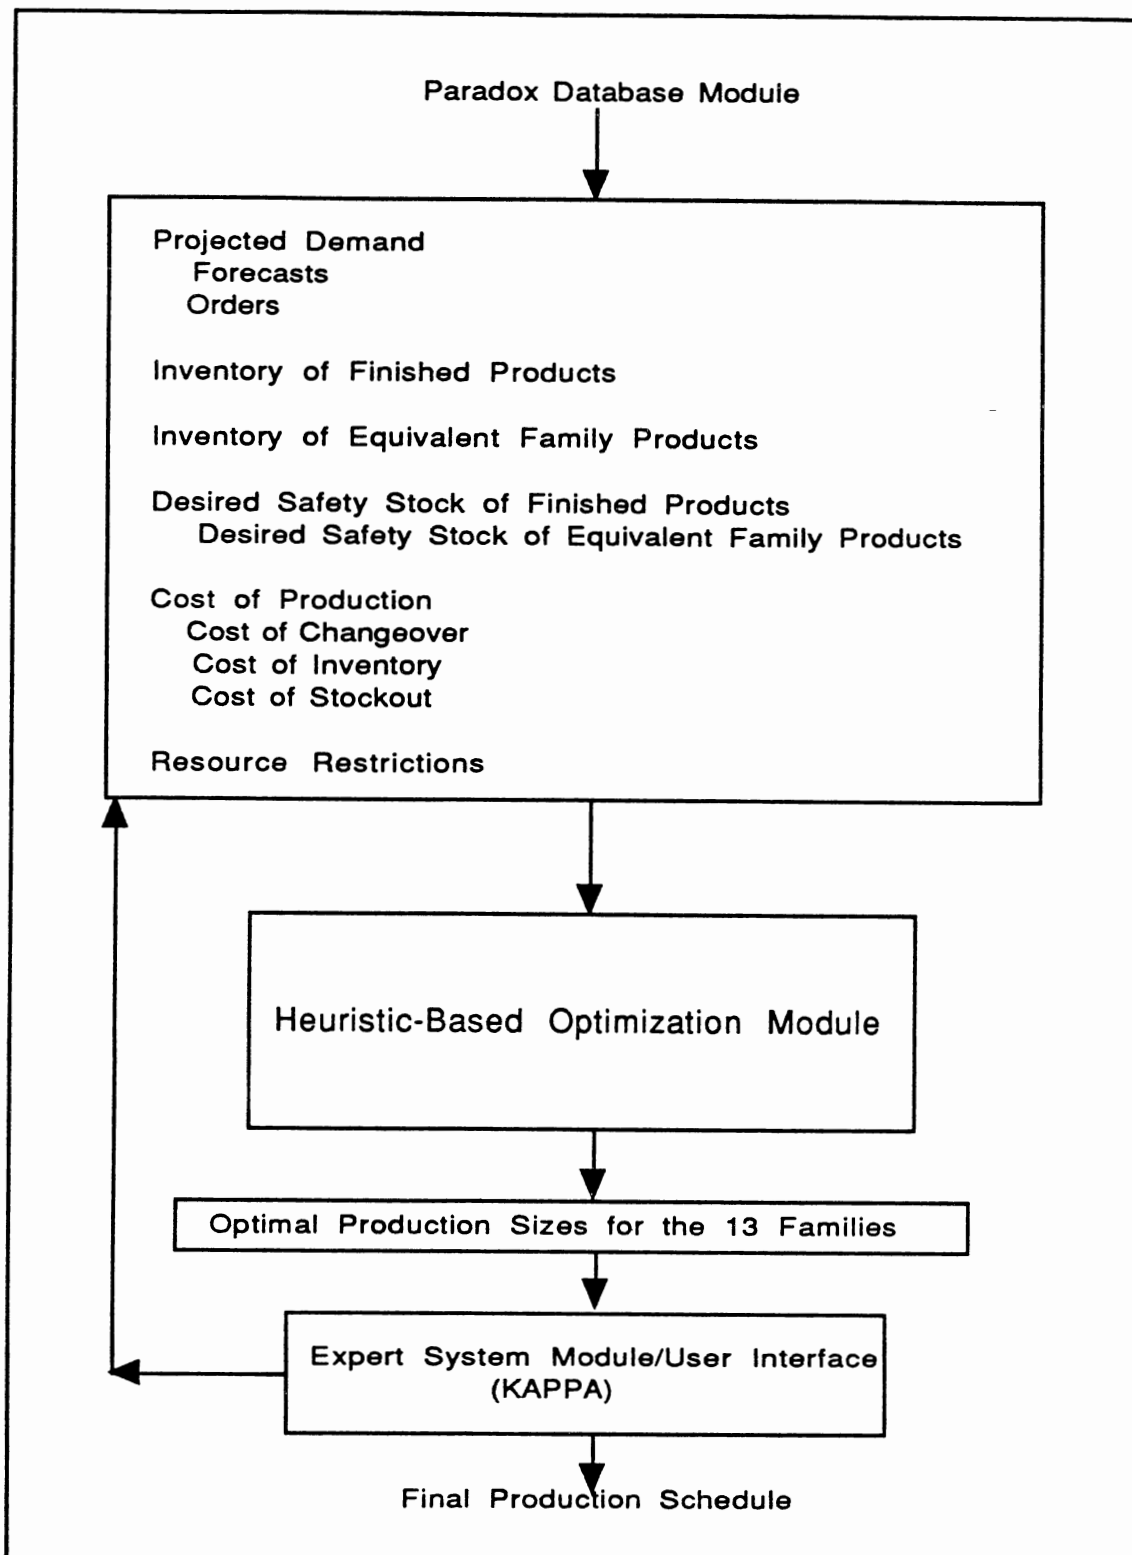 Paradox Database Module
Projected Demand
Forecasts
Orders
Inventory of Finished Products
Inventory of Equivalent Family Products
Desired Safety Stock of Finished Products
Desired Safety Stock of Equivalent Family Products
Cost of Production
Cost of Changeover
Cost of Inventory
Cost of Stockout
Resource Restrictions
Heuristic-Based Optimization Module
Optimal Production Sizes for the 13 Families
Expert System Module/User Interface
(KAPPA)
Final Production Schedule